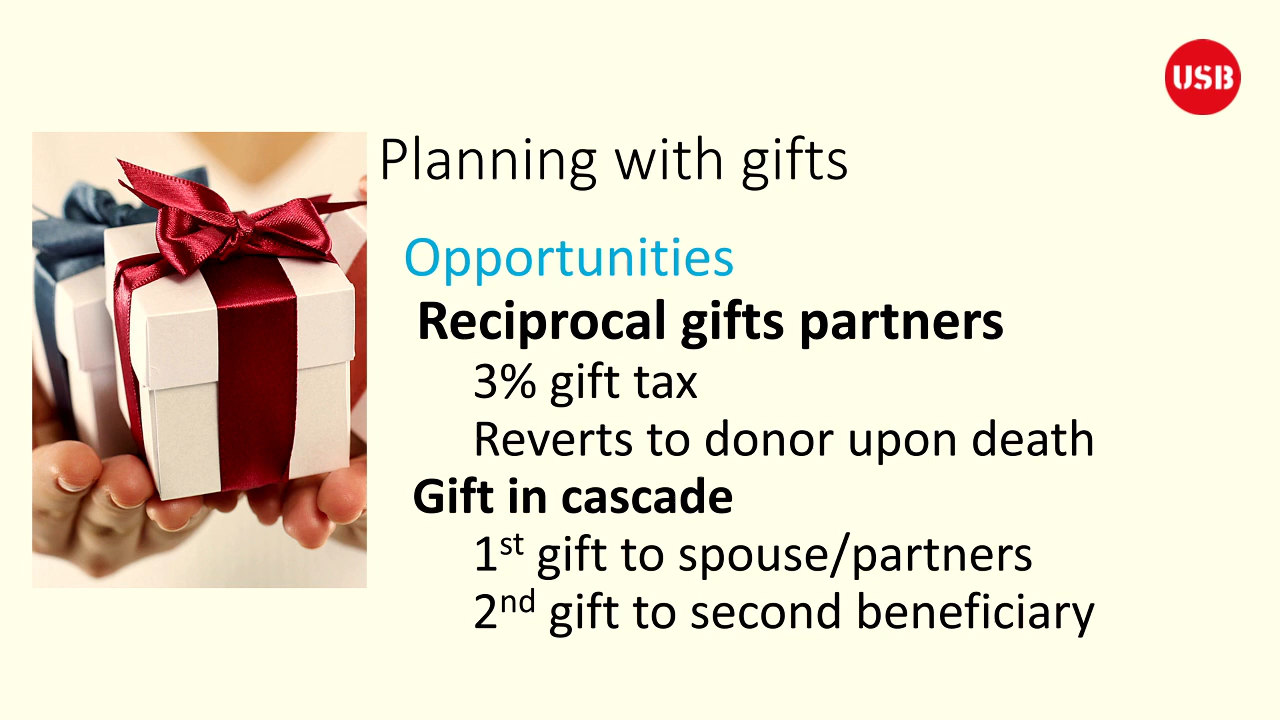 USB
Planning with gifts
Opportunities
Reciprocal gifts partners
3% gift tax
Reverts to donor upon death
Gift in cascade
1st gift to spouse/partners
2nd gift to second beneficiary